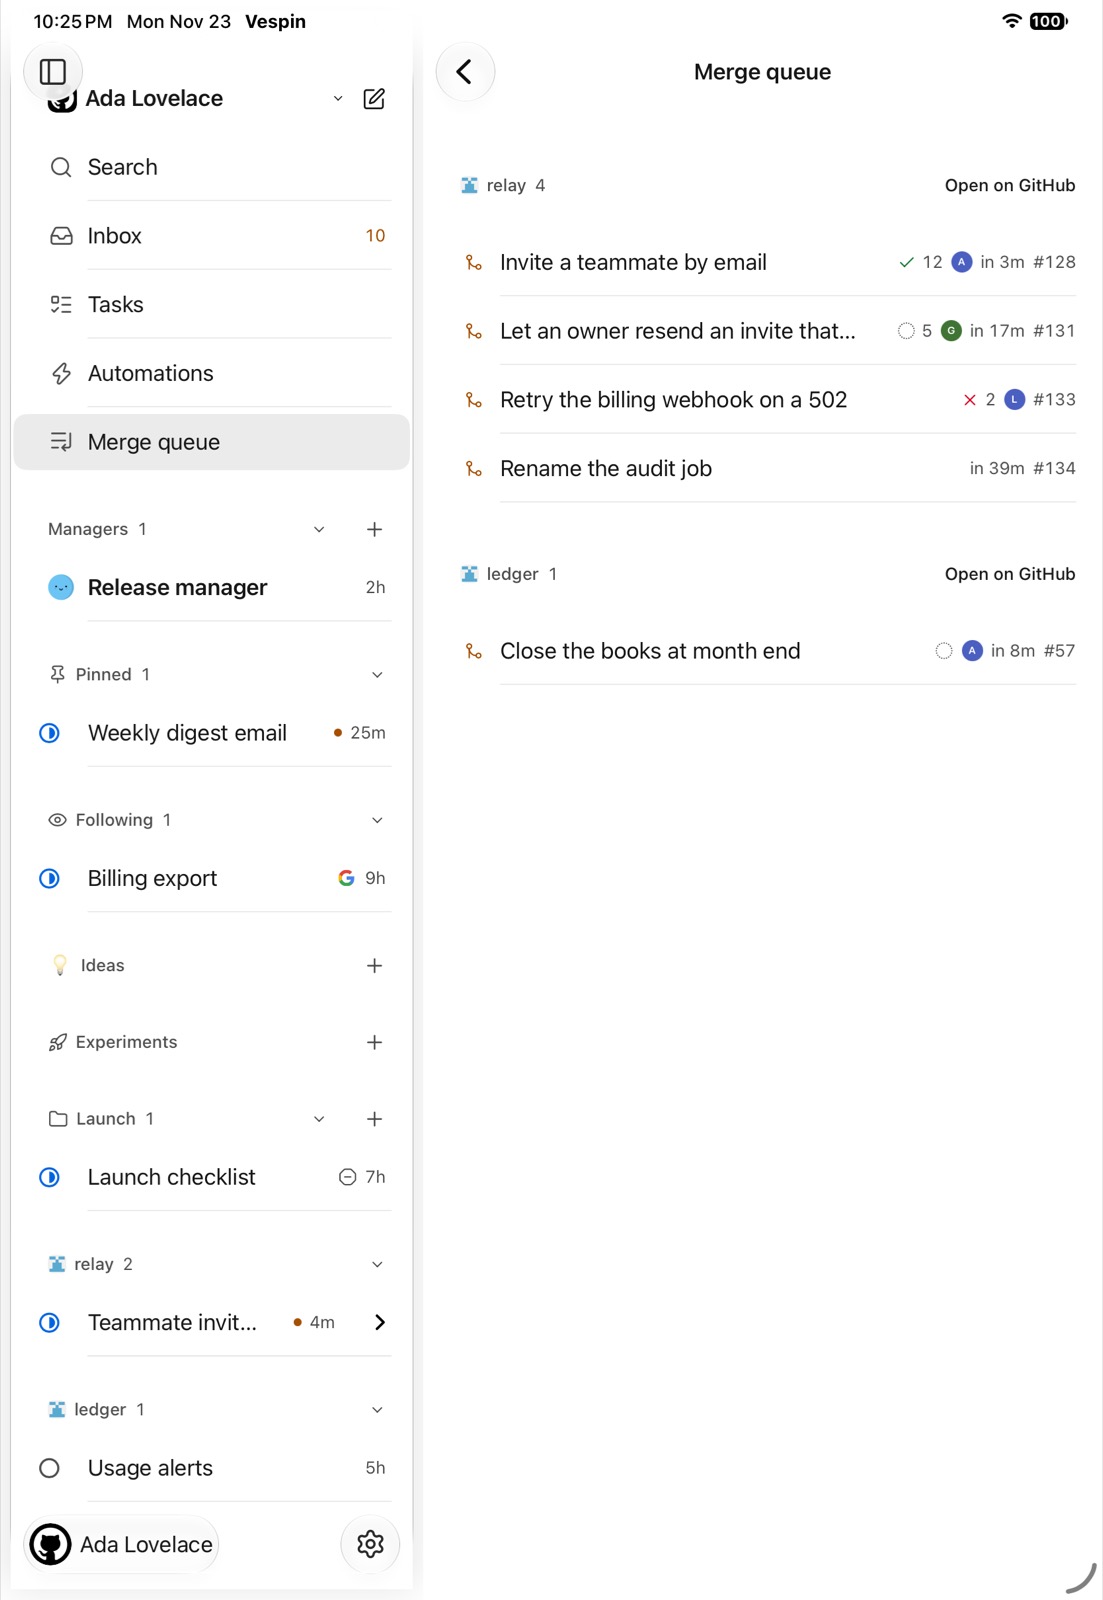 10:25 PM Mon Nov 23 Vespin
100
Ada Lovelace
Search
Inbox 10
Tasks
Automations
Merge queue
Managers 1
Release manager 2h
Pinned 1
Weekly digest email 25m
Following 1
Billing export 9h
Ideas
Experiments
Launch 1
Launch checklist 7h
relay 2
Teammate invit... 4m
ledger 1
Usage alerts 5h
Ada Lovelace
Merge queue
relay 4 Open on GitHub
Invite a teammate by email 12 A in 3m #128
Let an owner resend an invite that... 5 G in 17m #131
Retry the billing webhook on a 502 2 L #133
Rename the audit job in 39m #134
ledger 1 Open on GitHub
Close the books at month end A in 8m #57